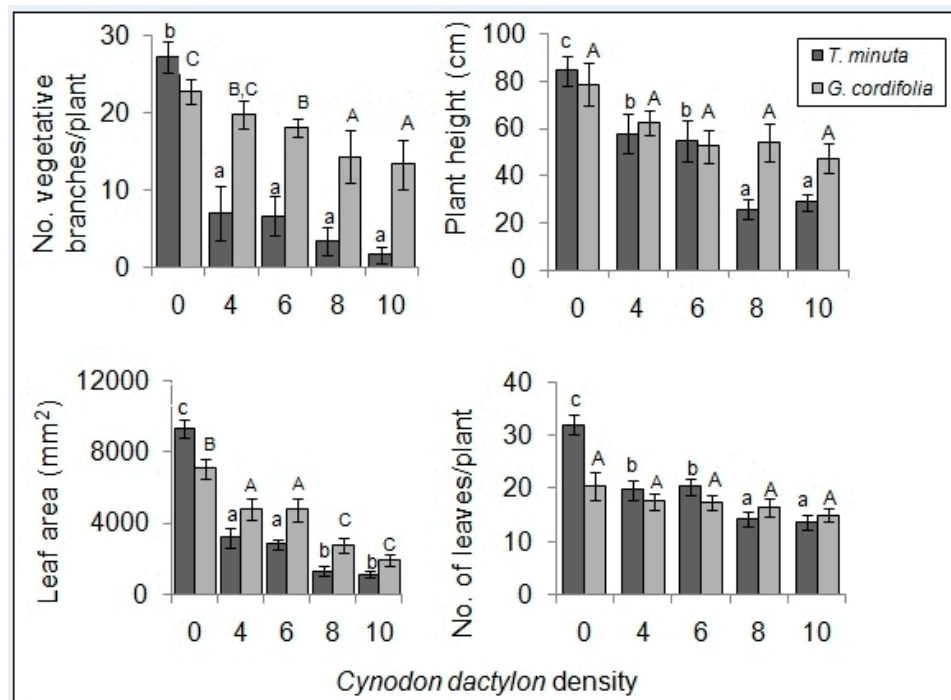 No. vegetative
branches/plant
30
20
10
0
b
C
a
B,C
a
B
a
A
a
A
0 4 6 8 10
Plant height (cm)
100
80
60
40
20
0
c
A
b
A
b
A
a
A
a
A
0 4 6 8 10
T. minuta
G. cordifolia
Leaf area (mm²)
12000
8000
4000
0
c
B
a
A
a
A
b
C
b
C
0 4 6 8 10
No. of leaves/plant
40
30
20
10
0
c
A
b
A
b
A
a
A
a
A
0 4 6 8 10
Cynodon dactylon density